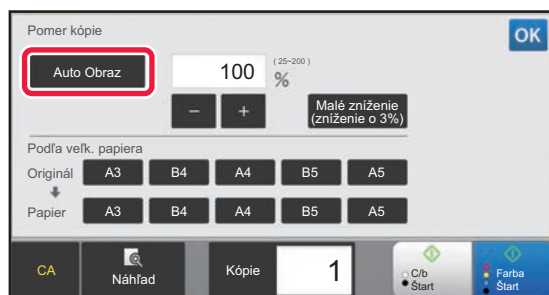 Pomer kópie
OK
Auto Obraz
100
( 25~200 )
%
−
+
Malé zníženie
(zníženie o 3%)
Podľa veľk. papiera
Originál A3 B4 A4 B5 A5
Papier A3 B4 A4 B5 A5
CA
Náhľad
Kópie
1
C/b
Štart
Farba
Štart